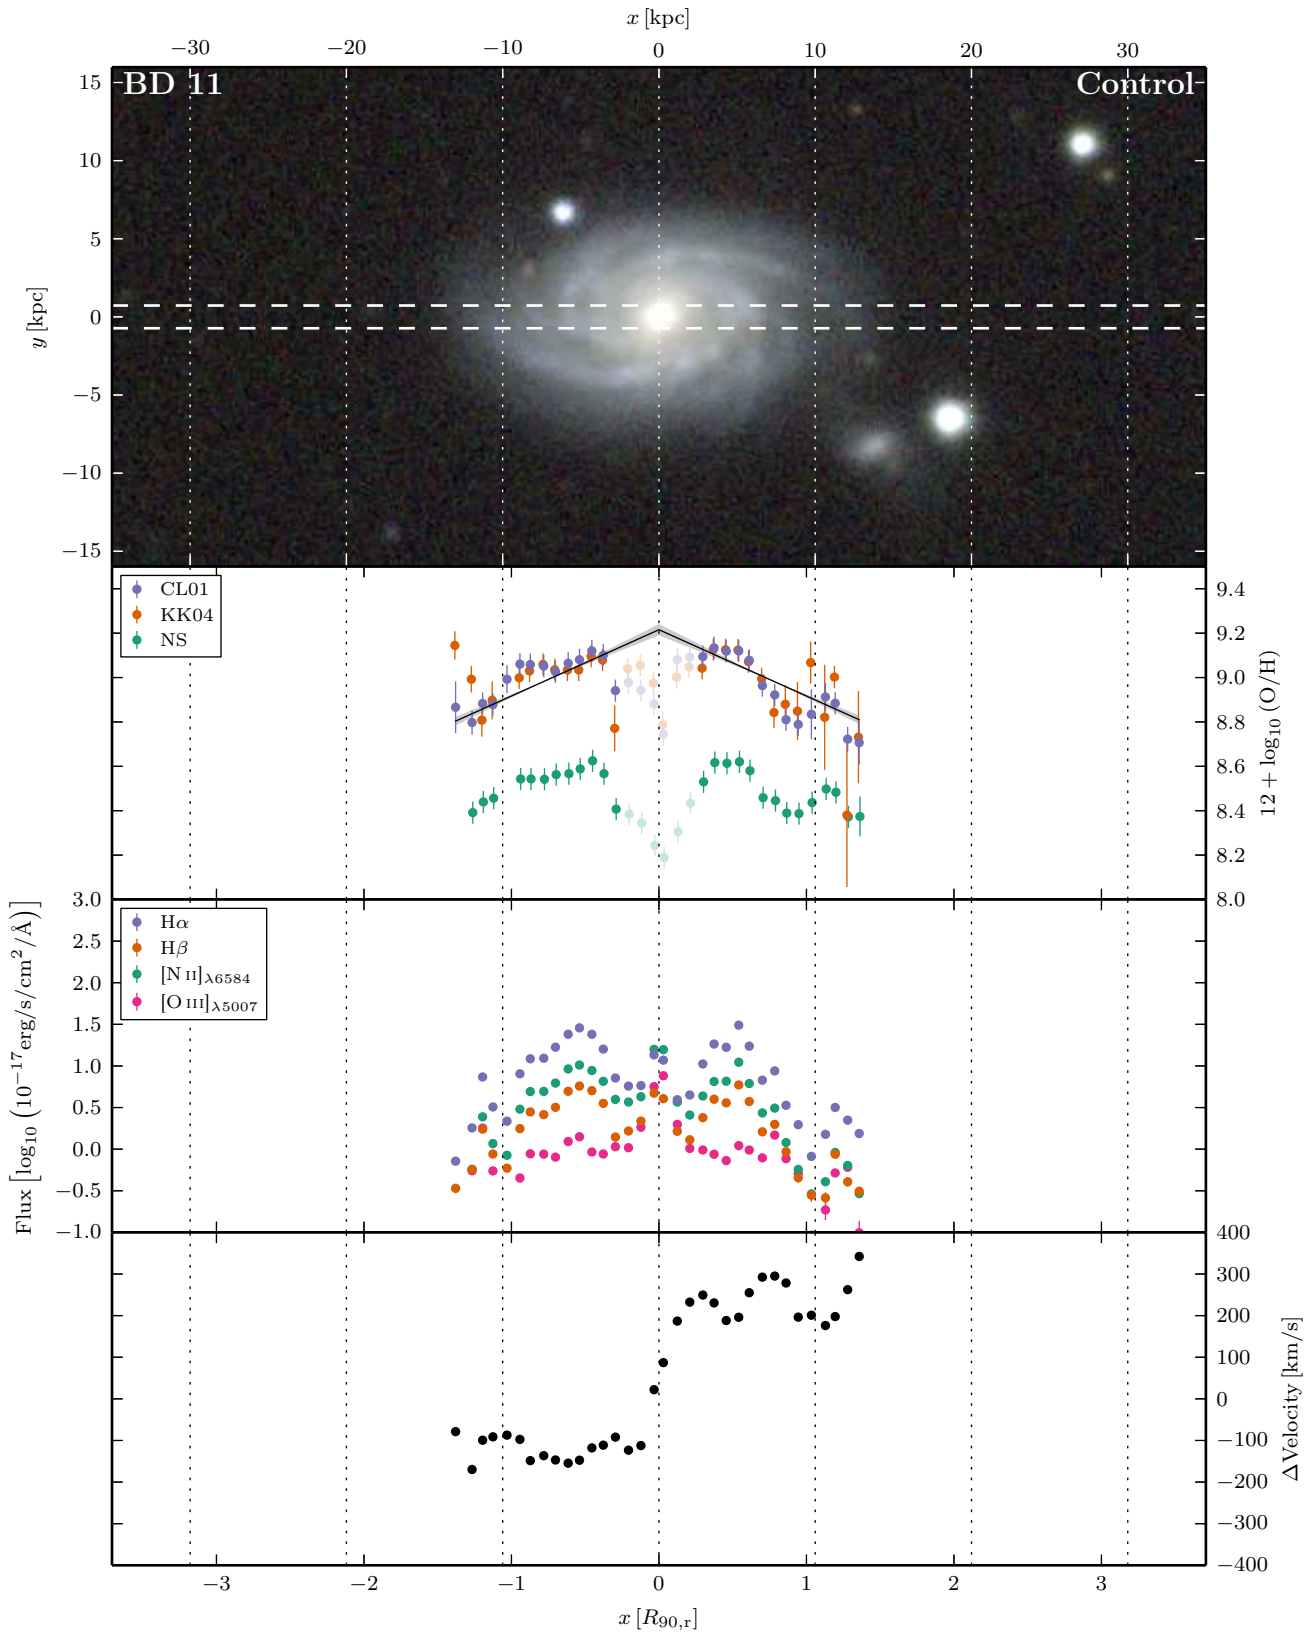 x [kpc]
−30 −20 −10 0 10 20 30
BD 11 Control
15
10
5
0
−5
−10
−15
y [kpc]
CL01
KK04
NS
9.4
9.2
9.0
8.8
8.6
8.4
8.2
8.0
12 + log₁₀ (O/H)
3.0
2.5
2.0
1.5
1.0
0.5
0.0
−0.5
−1.0
Flux [log₁₀ (10⁻¹⁷erg/s/cm²/Å)]
Hα
Hβ
[N II]λ6584
[O III]λ5007
400
300
200
100
0
−100
−200
−300
−400
ΔVelocity [km/s]
−3 −2 −1 0 1 2 3
x [R₉₀,ᵣ]